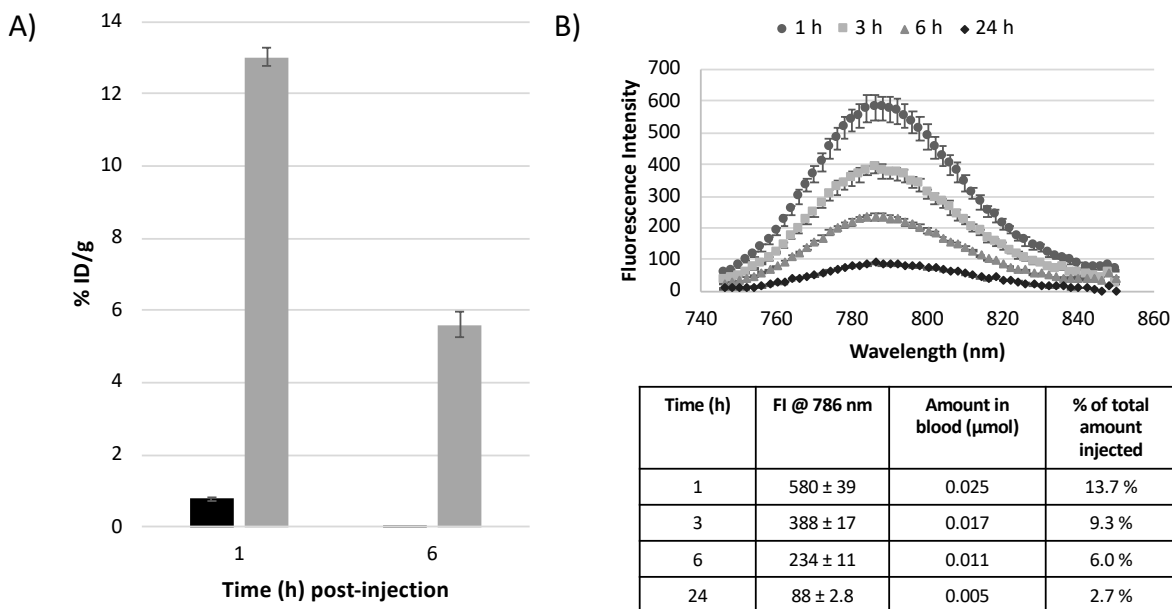 A)
14
12
10
8
6
4
2
0
% ID/g
1 6
Time (h) post-injection
B)
1 h 3 h 6 h 24 h
700
600
500
400
300
200
100
0
Fluorescence Intensity
740 760 780 800 820 840 860
Wavelength (nm)
Time (h) FI @ 786 nm Amount in blood (μmol) % of total amount injected
1 580 ± 39 0.025 13.7 %
3 388 ± 17 0.017 9.3 %
6 234 ± 11 0.011 6.0 %
24 88 ± 2.8 0.005 2.7 %